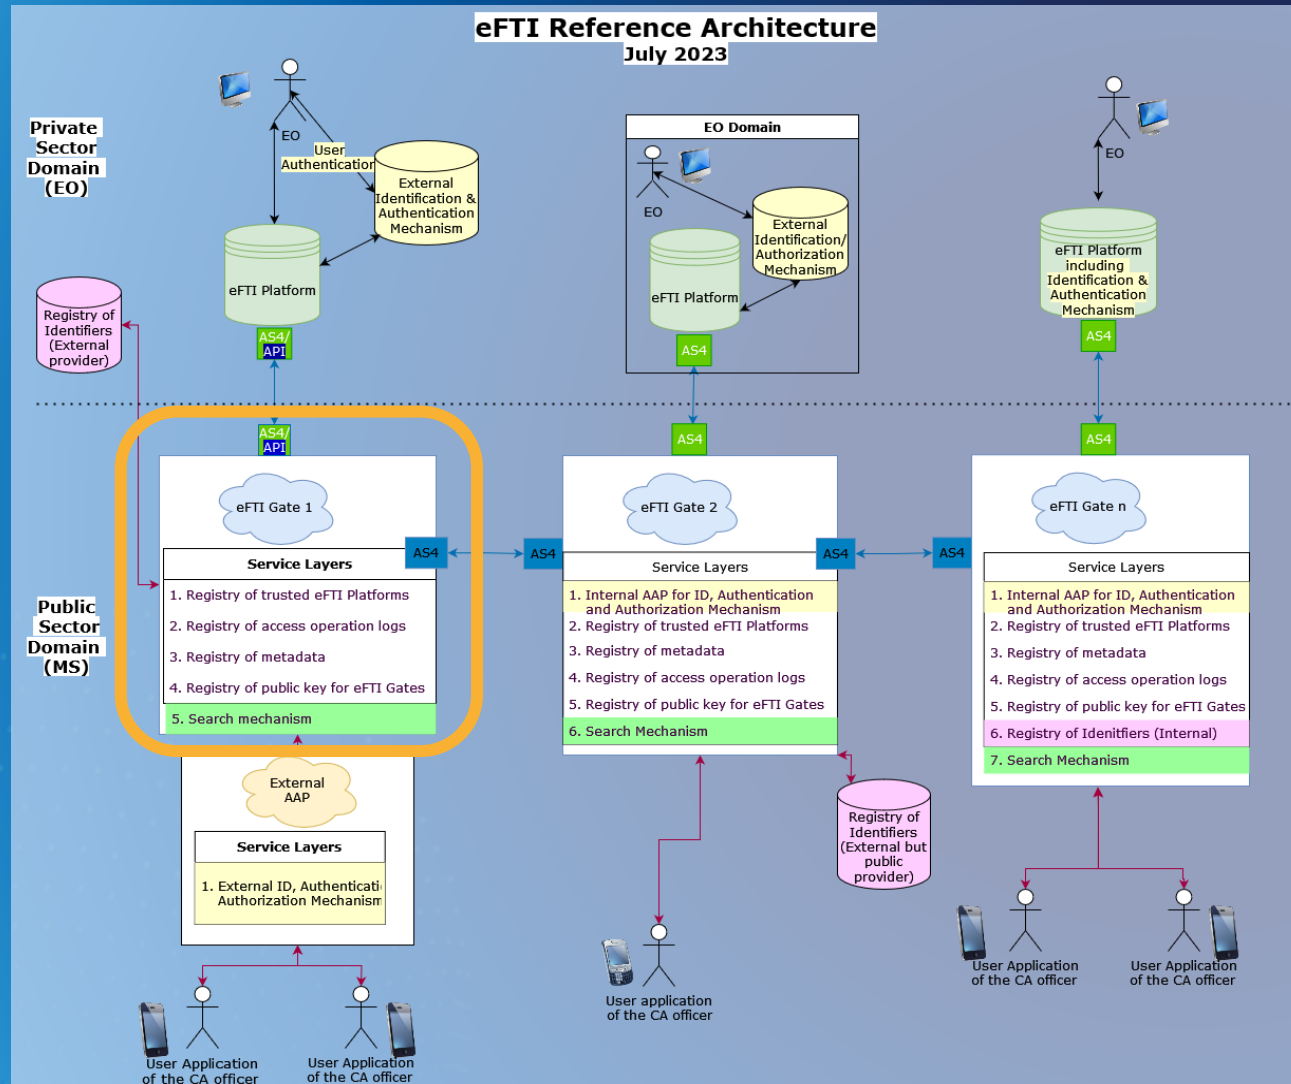 eFTI Reference Architecture
July 2023
Private
Sector
Domain
(EO)
EO
User
Authentication
External
Identification &
Authentication
Mechanism
eFTI Platform
AS4/
API
Registry of
Identifiers
(External
provider)
EO Domain
EO
External
Identification/
Authorization
Mechanism
eFTI Platform
AS4
EO
eFTI Platform
including
Identification &
Authentication
Mechanism
AS4
Public
Sector
Domain
(MS)
AS4/
API
eFTI Gate 1
AS4
Service Layers
1. Registry of trusted eFTI Platforms
2. Registry of access operation logs
3. Registry of metadata
4. Registry of public key for eFTI Gates
5. Search mechanism
External
AAP
Service Layers
1. External ID, Authenticati
Authorization Mechanism
User Application
of the CA officer
User Application
of the CA officer
AS4
eFTI Gate 2
AS4
AS4
Service Layers
1. Internal AAP for ID, Authentication
and Authorization Mechanism
2. Registry of trusted eFTI Platforms
3. Registry of metadata
4. Registry of access operation logs
5. Registry of public key for eFTI Gates
6. Search Mechanism
Registry of
Identifiers
(External but
public
provider)
User application
of the CA officer
AS4
eFTI Gate n
AS4
Service Layers
1. Internal AAP for ID, Authentication
and Authorization Mechanism
2. Registry of trusted eFTI Platforms
3. Registry of metadata
4. Registry of access operation logs
5. Registry of public key for eFTI Gates
6. Registry of Idenitfiers (Internal)
7. Search Mechanism
User Application
of the CA officer
User Application
of the CA officer